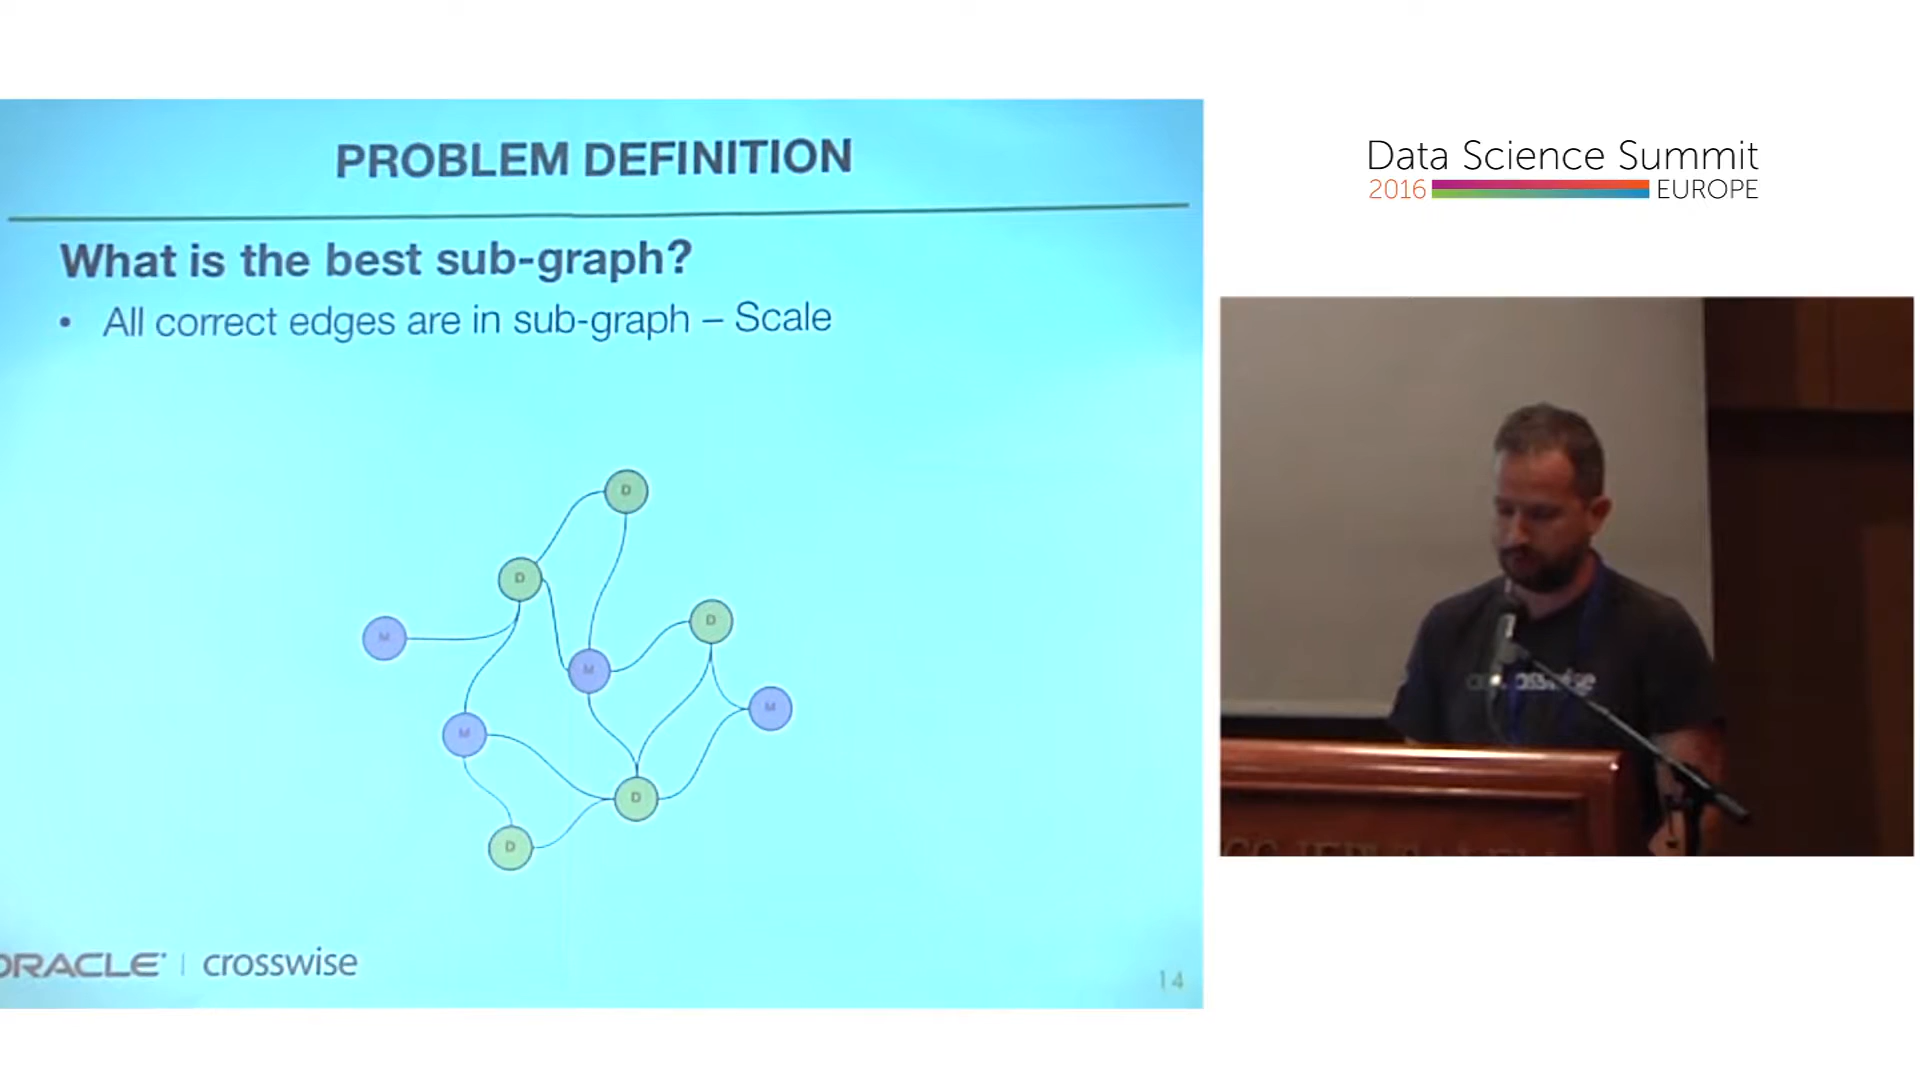 PROBLEM DEFINITION
What is the best sub-graph?
• All correct edges are in sub-graph – Scale
D
D
M
D
M
M
M
D
D
ORACLE | crosswise
14
Data Science Summit
2016 EUROPE